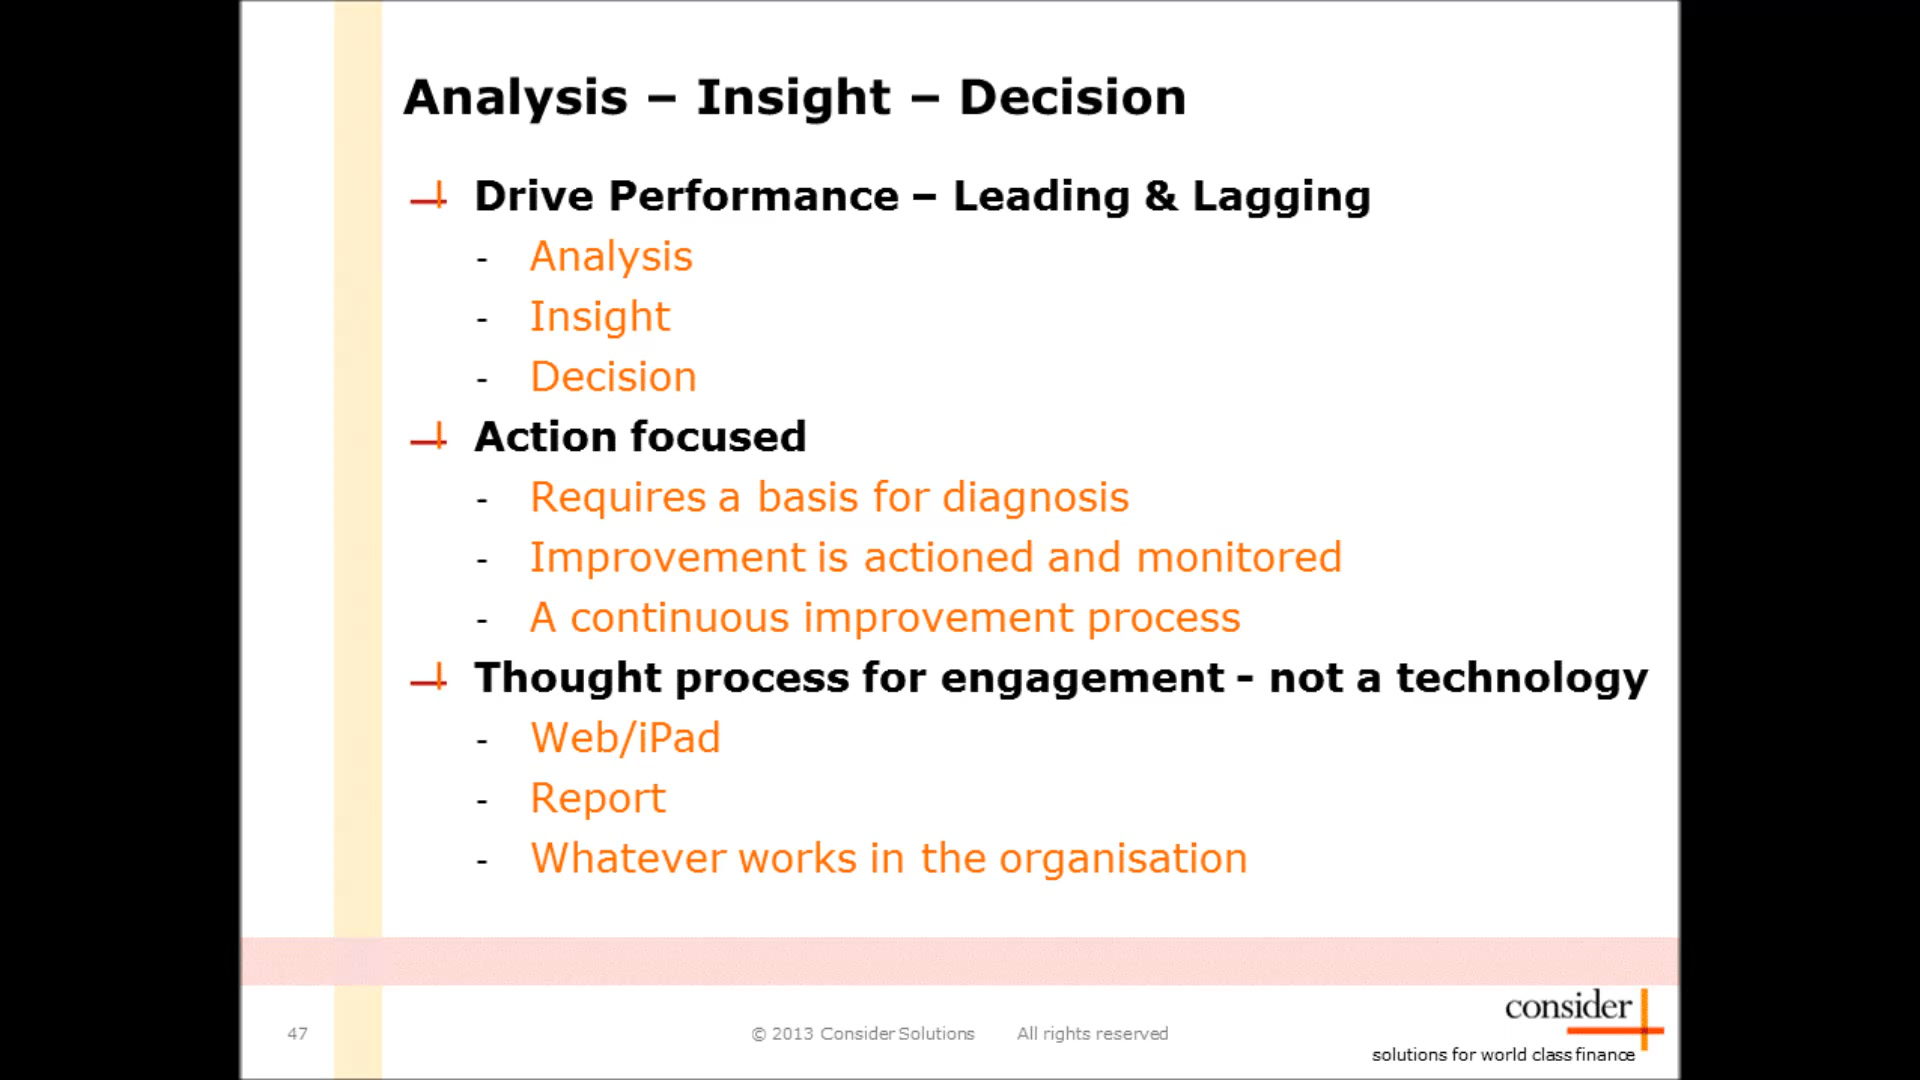 Analysis – Insight – Decision
Drive Performance – Leading & Lagging
- Analysis
- Insight
- Decision
Action focused
- Requires a basis for diagnosis
- Improvement is actioned and monitored
- A continuous improvement process
Thought process for engagement - not a technology
- Web/iPad
- Report
- Whatever works in the organisation
consider
47 © 2013 Consider Solutions All rights reserved
solutions for world class finance